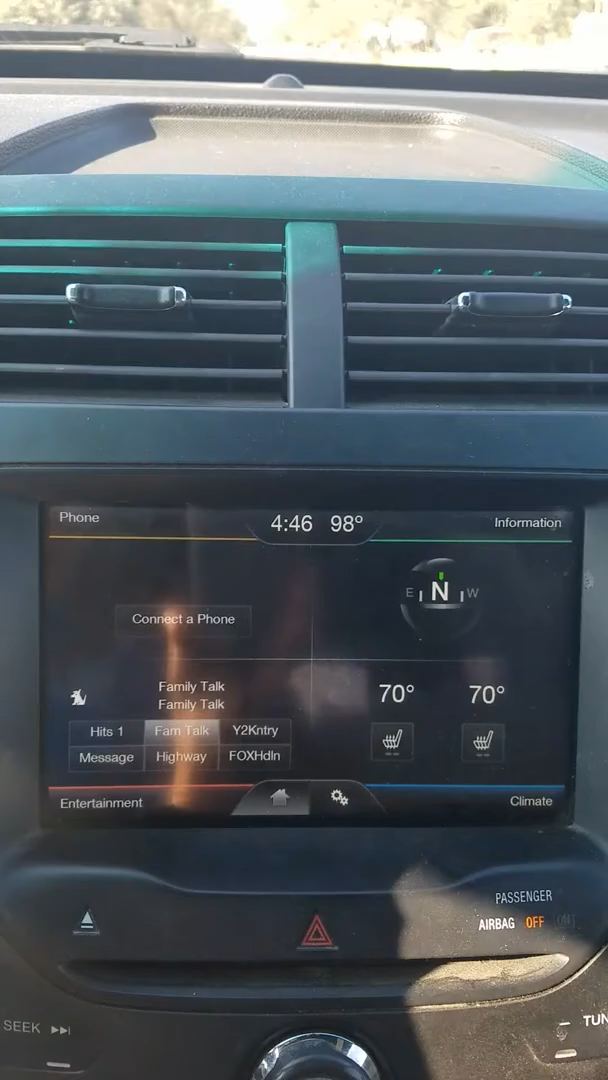 Phone
4:46 98°
Information
E N W
Connect a Phone
Family Talk
Family Talk
70° 70°
Hits 1 Fam Talk Y2Kntry
Message Highway FOXHdln
Entertainment
Climate
PASSENGER
AIRBAG OFF
SEEK
TUN